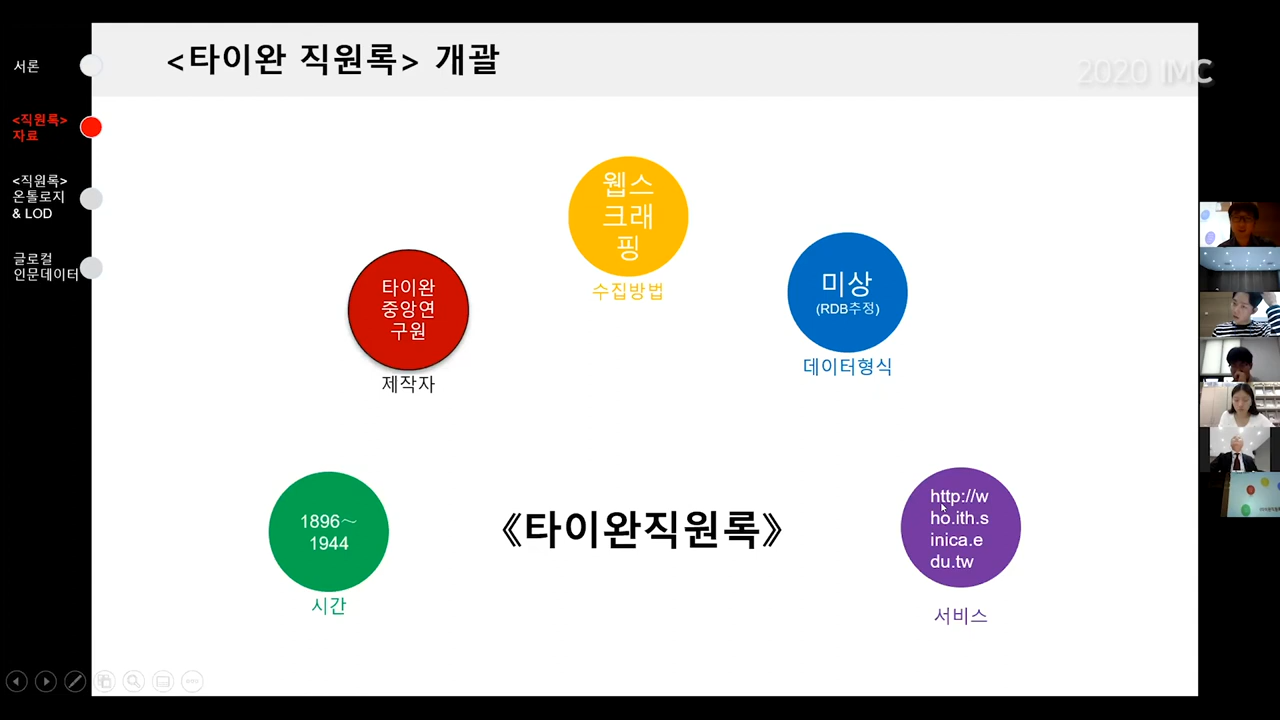 <타이완 직원록> 개괄
2020 IMC
서론
<직원록>
자료
<직원록>
온톨로지
& LOD
글로컬
인문데이터
웹스
크래
핑
수집방법
타이완
중앙연
구원
제작자
미상
(RDB추정)
데이터형식
1896～
1944
시간
《타이완직원록》
http://w
ho.ith.s
inica.e
du.tw
서비스